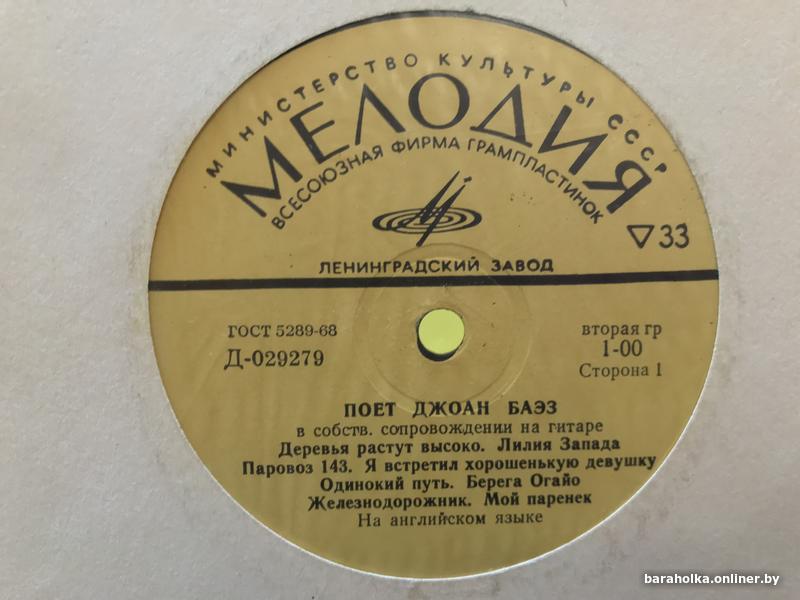 МИНИСТЕРСТВО КУЛЬТУРЫ СССР
МЕЛОДИЯ
ВСЕСОЮЗНАЯ ФИРМА ГРАМПЛАСТИНОК
▽33
ЛЕНИНГРАДСКИЙ ЗАВОД
ГОСТ 5289-68
Д-029279
вторая гр
1-00
Сторона 1
ПОЕТ ДЖОАН БАЭЗ
в собств. сопровождении на гитаре
Деревья растут высоко. Лилия Запада
Паровоз 143. Я встретил хорошенькую девушку
Одинокий путь. Берега Огайо
Железнодорожник. Мой паренек
На английском языке
baraholka.onliner.by